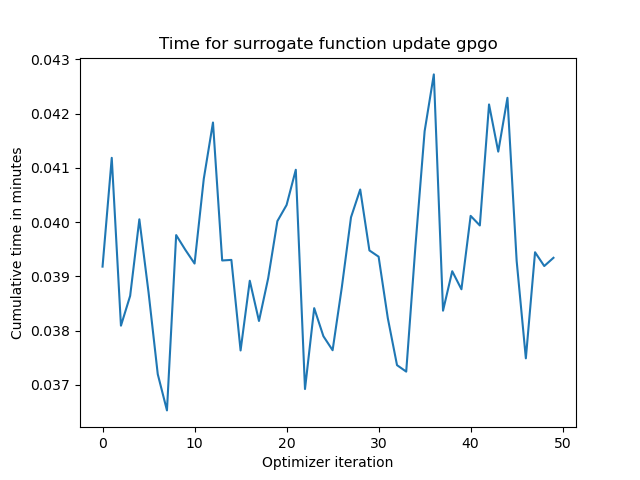 Time for surrogate function update gpgo
0.043
0.042
0.041
0.040
0.039
0.038
0.037
Cumulative time in minutes
0 10 20 30 40 50
Optimizer iteration